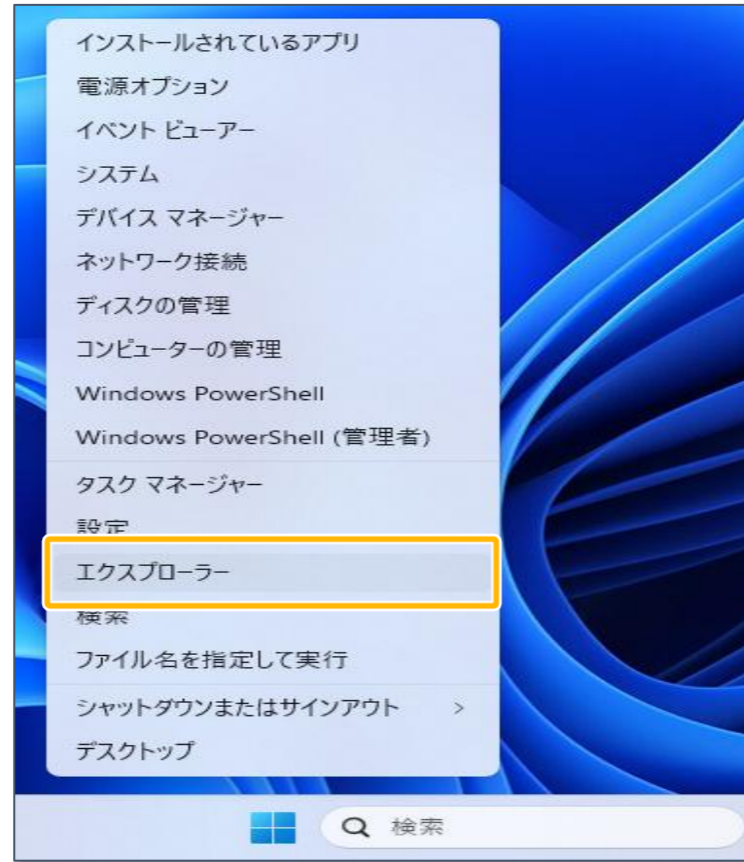 インストールされているアプリ
電源オプション
イベント ビューアー
システム
デバイス マネージャー
ネットワーク接続
ディスクの管理
コンピューターの管理
Windows PowerShell
Windows PowerShell (管理者)
タスク マネージャー
設定
エクスプローラー
検索
ファイル名を指定して実行
シャットダウンまたはサインアウト >
デスクトップ
検索